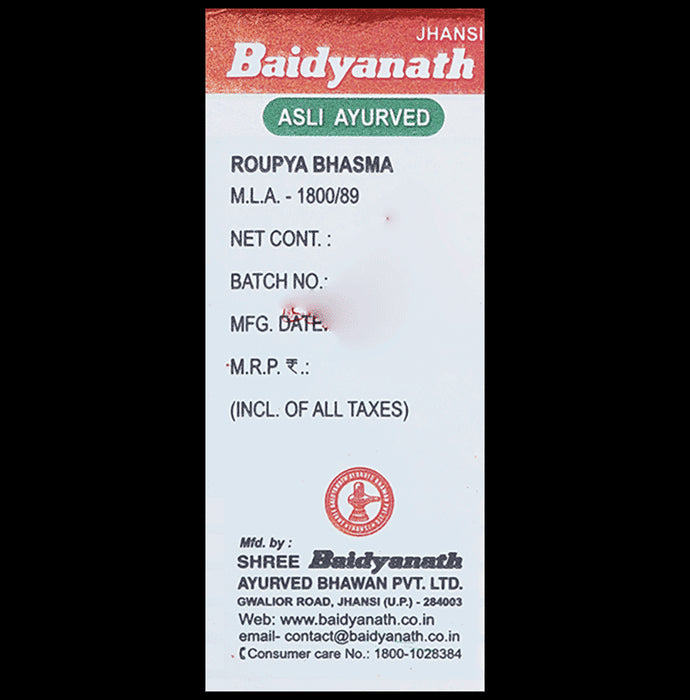 JHANSI
Baidyanath
ASLI AYURVED
ROUPYA BHASMA
M.L.A. - 1800/89
NET CONT. :
BATCH NO.:
MFG. DATE.
M.R.P. ₹.:
(INCL. OF ALL TAXES)
Mfd. by :
SHREE Baidyanath
AYURVED BHAWAN PVT. LTD.
GWALIOR ROAD, JHANSI (U.P.) - 284003
Web: www.baidyanath.co.in
email- contact@baidyanath.co.in
Consumer care No.: 1800-1028384